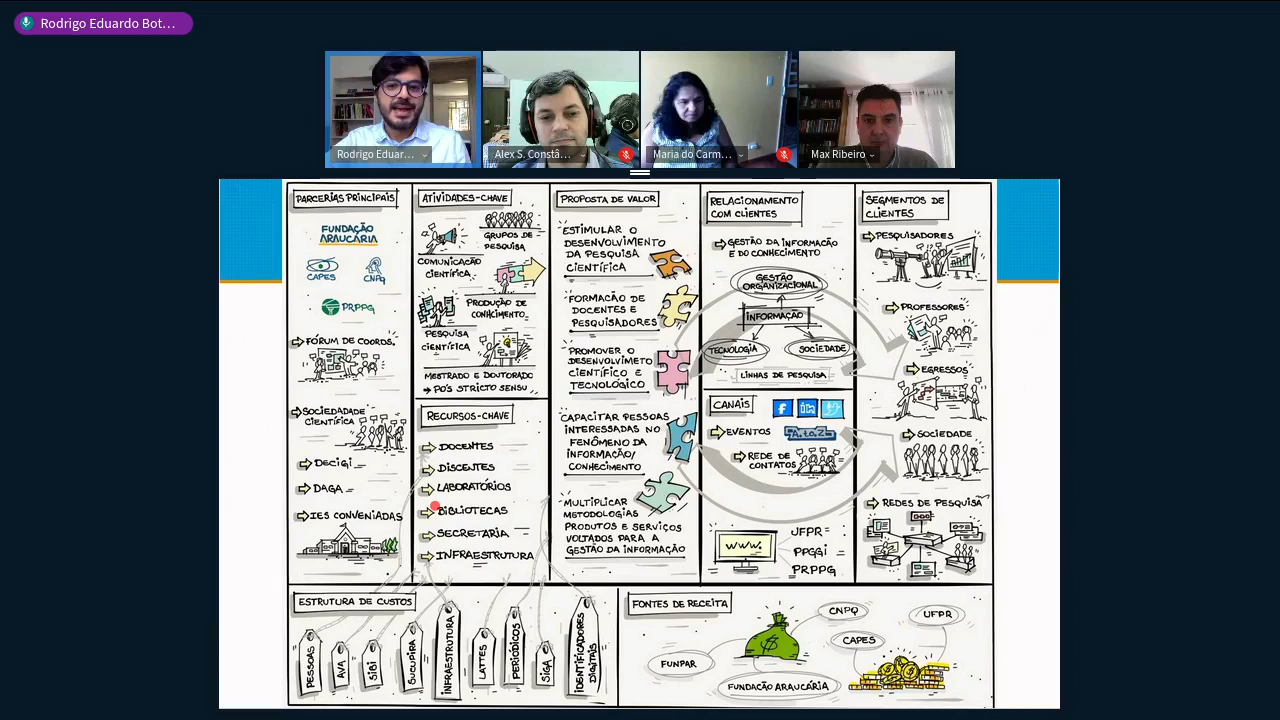 Rodrigo Eduardo Bot...
Rodrigo Eduar...
Alex S. Constâ...
Maria do Carm...
Max Ribeiro
PARCERIAS PRINCIPAIS
FUNDAÇÃO
ARAUCÁRIA
CAPES
CNPQ
PRPPG
FÓRUM DE COORDS.
SOCIEDADADE
CIENTÍFICA
DECIGI
DAGA
IES CONVENIADAS
ATIVIDADES-CHAVE
GRUPOS DE
PESQUISA
COMUNICAÇÃO
CIENTÍFICA
PRODUÇÃO DE
CONHECIMENTO
PESQUISA
CIENTÍFICA
MESTRADO E DOUTORADO
PÓS STRICTO SENSU
RECURSOS-CHAVE
DOCENTES
DISCENTES
LABORATÓRIOS
BIBLIOTECAS
SECRETARIA
INFRAESTRUTURA
PROPOSTA DE VALOR
ESTIMULAR O
DESENVOLVIMENTO
DA PESQUISA
CIENTÍFICA
FORMAÇÃO DE
DOCENTES E
PESQUISADORES
PROMOVER O
DESENVOLVIMETO
CIENTÍFICO E
TECNOLÓGICO
CAPACITAR PESSOAS
INTERESSADAS NO
FENÔMENO DA
INFORMAÇÃO/
CONHECIMENTO
MULTIPLICAR
METODOLOGIAS
PRODUTOS E SERVIÇOS
VOLTADOS PARA A
GESTÃO DA INFORMAÇÃO
RELACIONAMENTO
COM CLIENTES
GESTÃO DA INFORMAÇÃO
E DO CONHECIMENTO
GESTÃO
ORGANIZACIONAL
INFORMAÇÃO
TECNOLOGIA
SOCIEDADE
LINHAS DE PESQUISA
CANAIS
f
in
EVENTOS
A.to.Z
REDE DE
CONTATOS
WWW.
UFPR
PPGGI
PRPPG
SEGMENTOS DE
CLIENTES
PESQUISADORES
PROFESSORES
EGRESSOS
SOCIEDADE
REDES DE PESQUISA
ESTRUTURA DE CUSTOS
PESSOAS
AVA
SIBI
SUCUPIRA
INFRAESTRUTURA
LATTES
PERIÓDICOS
SIGA
IDENTIFICADORES
DIGITAIS
FONTES DE RECEITA
$
FUNPAR
FUNDAÇÃO ARAUCÁRIA
CNPQ
CAPES
UFPR